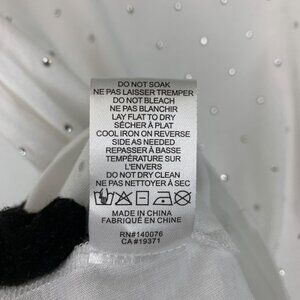 DO NOT SOAK
NE PAS LAISSER TREMPER
DO NOT BLEACH
NE PAS BLANCHIR
LAY FLAT TO DRY
SÉCHER À PLAT
COOL IRON ON REVERSE
SIDE AS NEEDED
REPASSER À BASSE
TEMPÉRATURE SUR
L'ENVERS
DO NOT DRY CLEAN
NE PAS NETTOYER À SEC
MADE IN CHINA
FABRIQUÉ EN CHINE
RN#140076
CA#19371